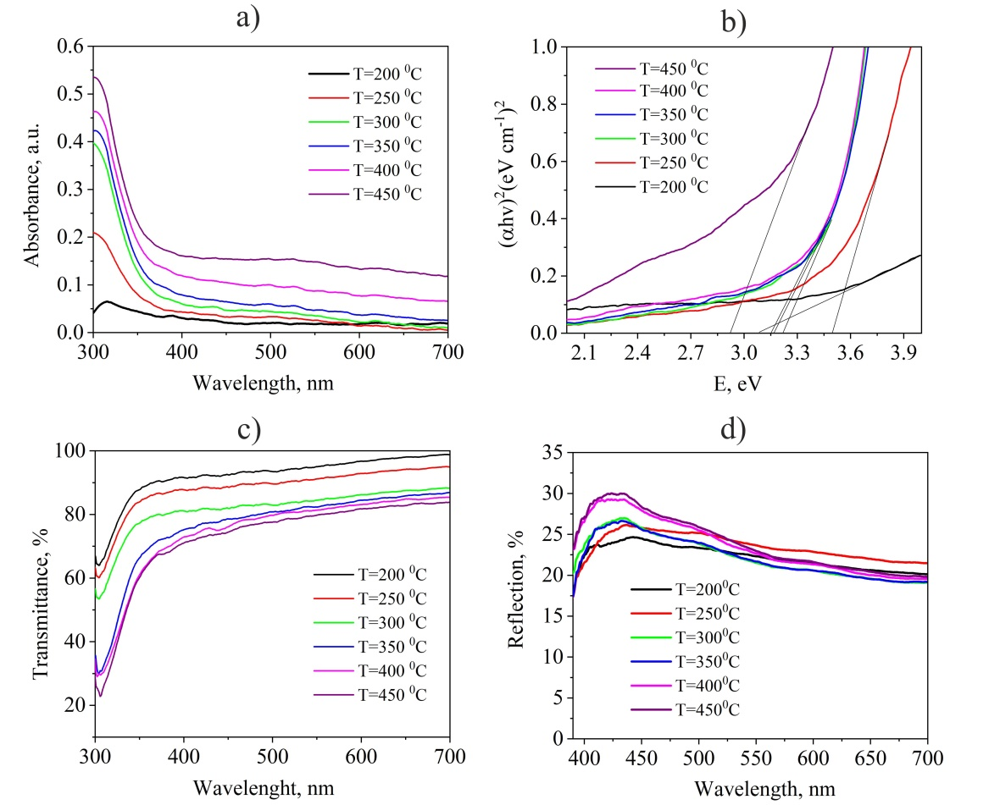 a)
0.6
0.5
0.4
0.3
0.2
0.1
0.0
300
400
500
600
700
Absorbance, a.u.
Wavelength, nm
T=200 ⁰C
T=250 ⁰C
T=300 ⁰C
T=350 ⁰C
T=400 ⁰C
T=450 ⁰C
b)
1.0
0.8
0.6
0.4
0.2
0.0
2.1
2.4
2.7
3.0
3.3
3.6
3.9
(αhν)²(eV cm⁻¹)²
E, eV
T=450 ⁰C
T=400 ⁰C
T=350 ⁰C
T=300 ⁰C
T=250 ⁰C
T=200 ⁰C
c)
100
80
60
40
20
300
400
500
600
700
Transmittance, %
Wavelenght, nm
T=200 ⁰C
T=250 ⁰C
T=300 ⁰C
T=350 ⁰C
T=400 ⁰C
T=450 ⁰C
d)
35
30
25
20
15
10
5
0
400
450
500
550
600
650
700
Reflection, %
Wavelength, nm
T=200⁰C
T=250⁰C
T=300⁰C
T=350⁰C
T=400⁰C
T=450⁰C